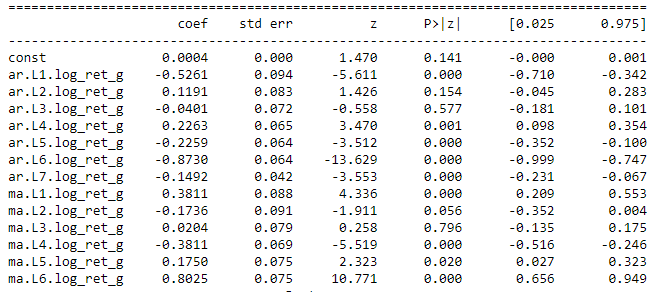 ==============================================================================
coef std err z P>|z| [0.025 0.975]
------------------------------------------------------------------------------
const 0.0004 0.000 1.470 0.141 -0.000 0.001
ar.L1.log_ret_g -0.5261 0.094 -5.611 0.000 -0.710 -0.342
ar.L2.log_ret_g 0.1191 0.083 1.426 0.154 -0.045 0.283
ar.L3.log_ret_g -0.0401 0.072 -0.558 0.577 -0.181 0.101
ar.L4.log_ret_g 0.2263 0.065 3.470 0.001 0.098 0.354
ar.L5.log_ret_g -0.2259 0.064 -3.512 0.000 -0.352 -0.100
ar.L6.log_ret_g -0.8730 0.064 -13.629 0.000 -0.999 -0.747
ar.L7.log_ret_g -0.1492 0.042 -3.553 0.000 -0.231 -0.067
ma.L1.log_ret_g 0.3811 0.088 4.336 0.000 0.209 0.553
ma.L2.log_ret_g -0.1736 0.091 -1.911 0.056 -0.352 0.004
ma.L3.log_ret_g 0.0204 0.079 0.258 0.796 -0.135 0.175
ma.L4.log_ret_g -0.3811 0.069 -5.519 0.000 -0.516 -0.246
ma.L5.log_ret_g 0.1750 0.075 2.323 0.020 0.027 0.323
ma.L6.log_ret_g 0.8025 0.075 10.771 0.000 0.656 0.949